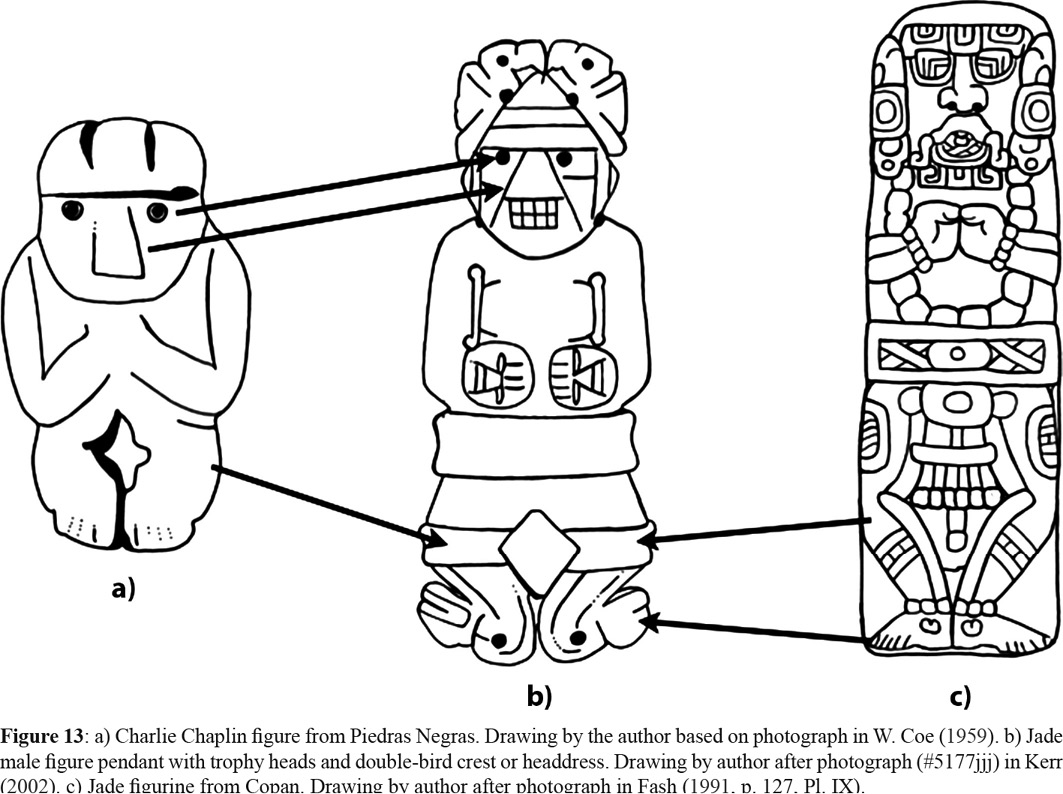 a)
b)
c)
Figure 13: a) Charlie Chaplin figure from Piedras Negras. Drawing by the author based on photograph in W. Coe (1959). b) Jade
male figure pendant with trophy heads and double-bird crest or headdress. Drawing by author after photograph (#5177jjj) in Kerr
(2002). c) Jade figurine from Copan. Drawing by author after photograph in Fash (1991, p. 127, Pl. IX).